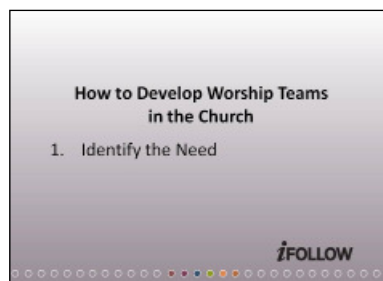 How to Develop Worship Teams
in the Church
1. Identify the Need
iFOLLOW